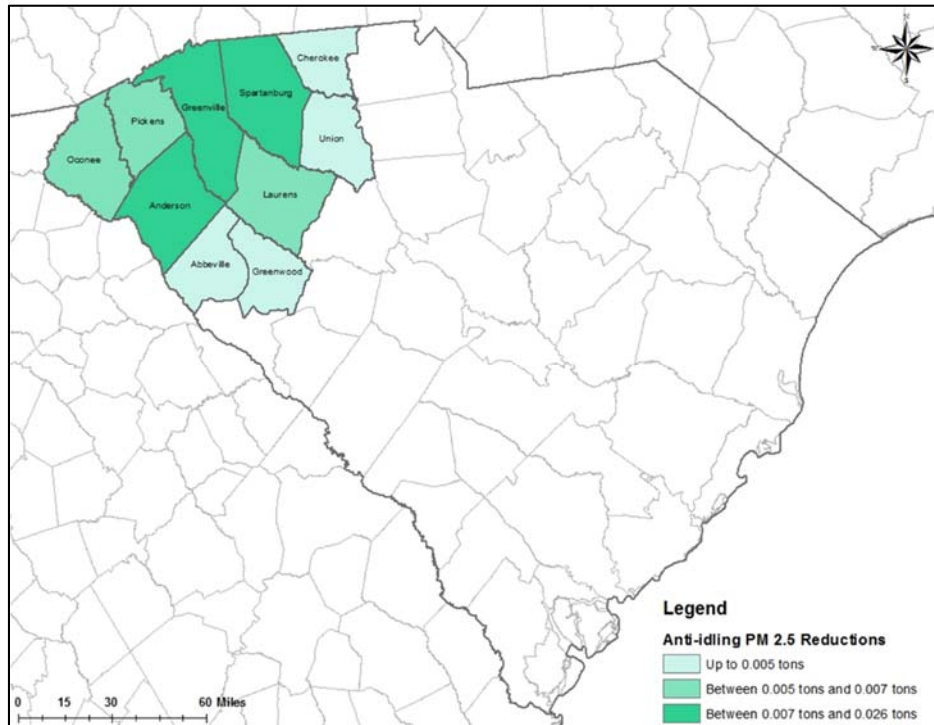 Cherokee
Spartanburg
Greenville
Pickens
Union
Oconee
Laurens
Anderson
Abbeville
Greenwood
N
S
Legend
Anti-idling PM 2.5 Reductions
Up to 0.005 tons
Between 0.005 tons and 0.007 tons
Between 0.007 tons and 0.026 tons
0 15 30 60 Miles